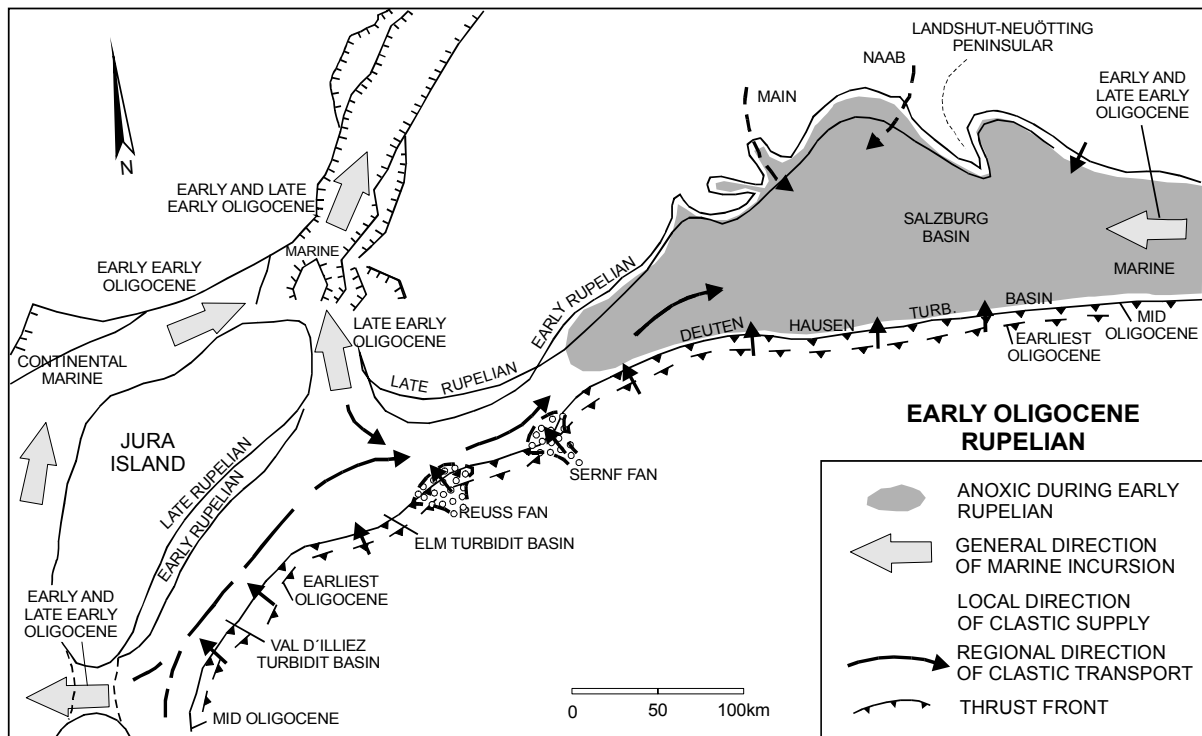 LANDSHUT-NEUÖTTING
PENINSULAR
NAAB
MAIN
EARLY AND
LATE EARLY
OLIGOCENE
N
EARLY AND LATE
EARLY OLIGOCENE
MARINE
EARLY EARLY
OLIGOCENE
SALZBURG
BASIN
MARINE
EARLY RUPELIAN
LATE EARLY
OLIGOCENE
CONTINENTAL
MARINE
LATE RUPELIAN
DEUTEN HAUSEN TURB. BASIN
MID
OLIGOCENE
EARLIEST
OLIGOCENE
JURA
ISLAND
LATE RUPELIAN
EARLY RUPELIAN
SERNF FAN
REUSS FAN
ELM TURBIDIT BASIN
EARLIEST
OLIGOCENE
EARLY AND
LATE EARLY
OLIGOCENE
VAL D´ILLIEZ
TURBIDIT BASIN
MID OLIGOCENE
0 50 100km
EARLY OLIGOCENE
RUPELIAN
ANOXIC DURING EARLY
RUPELIAN
GENERAL DIRECTION
OF MARINE INCURSION
LOCAL DIRECTION
OF CLASTIC SUPPLY
REGIONAL DIRECTION
OF CLASTIC TRANSPORT
THRUST FRONT